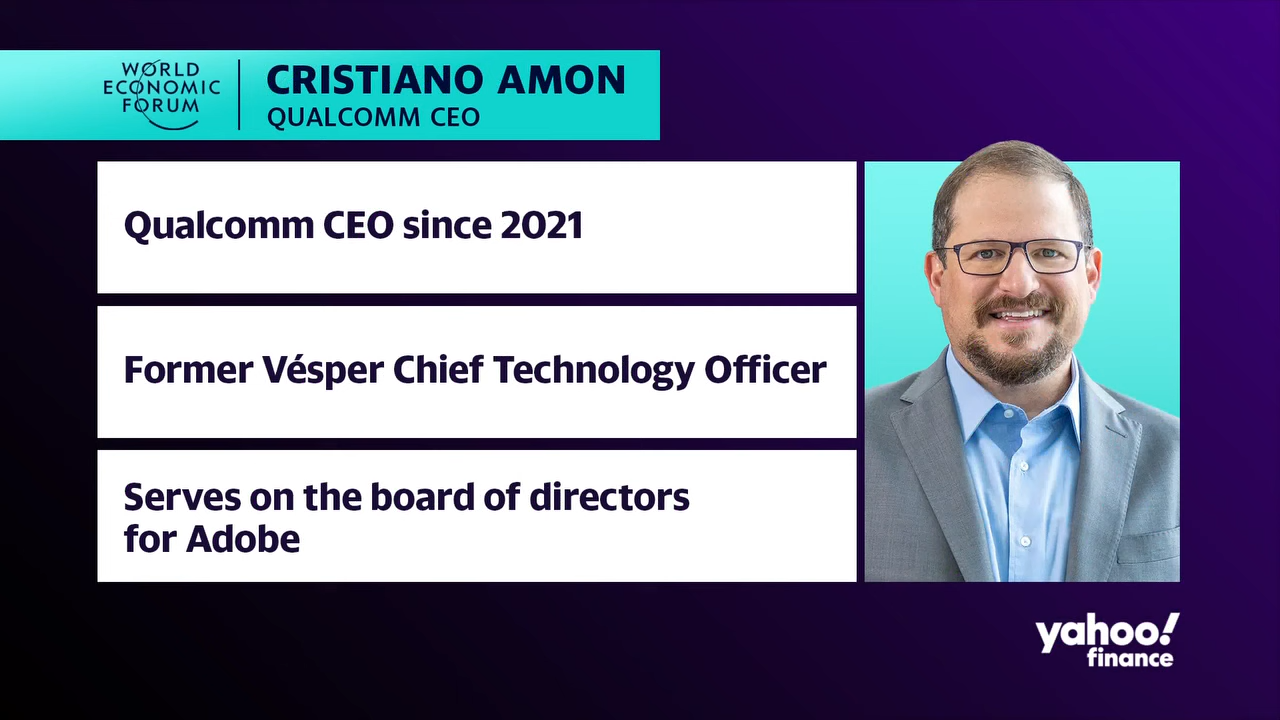 WORLD
ECONOMIC
FORUM
CRISTIANO AMON
QUALCOMM CEO
Qualcomm CEO since 2021
Former Vésper Chief Technology Officer
Serves on the board of directors
for Adobe
yahoo!
finance